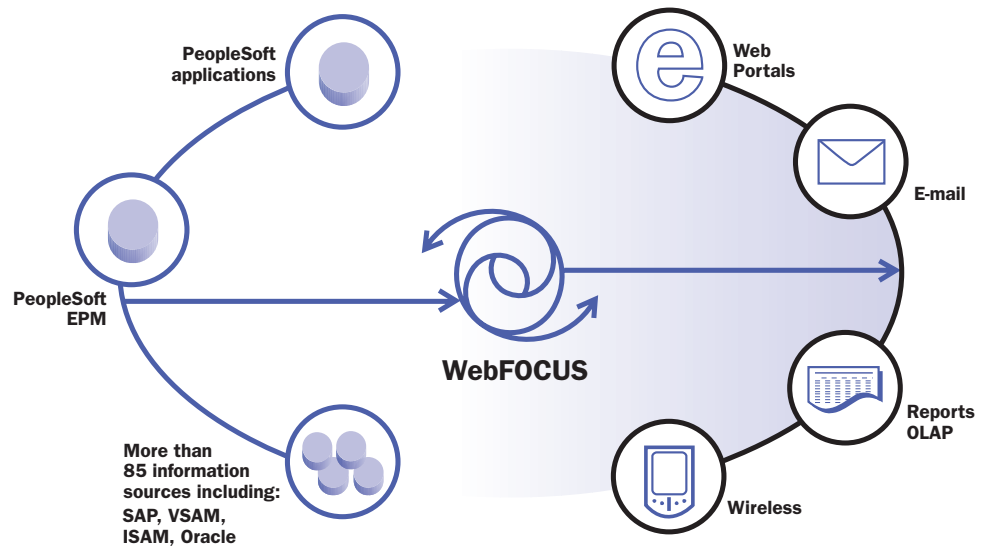 PeopleSoft
applications
PeopleSoft
EPM
More than
85 information
sources including:
SAP, VSAM,
ISAM, Oracle
WebFOCUS
e
Web
Portals
E-mail
Reports
OLAP
Wireless